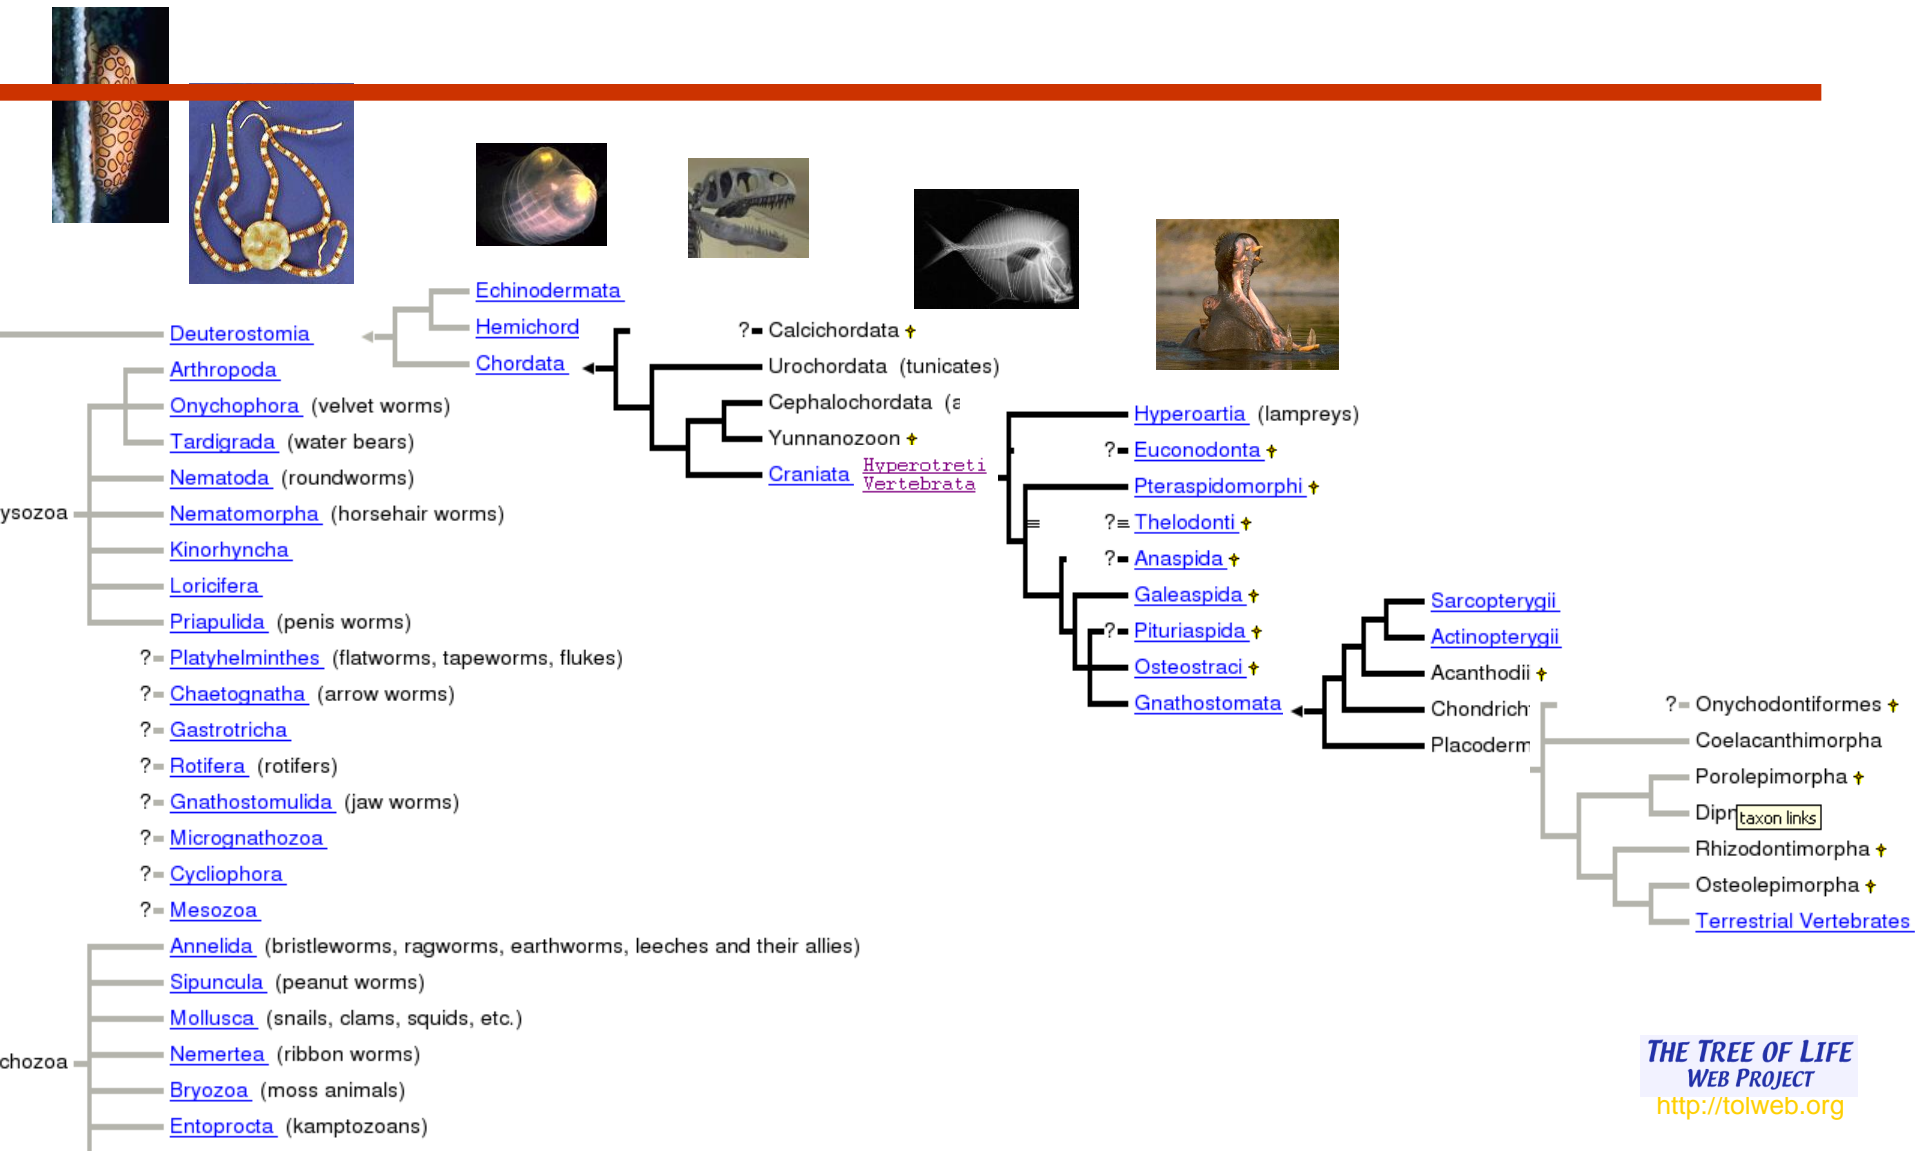 Echinodermata
Hemichord
Chordata
? Calcichordata
Urochordata (tunicates)
Cephalochordata (a
Yunnanozoon
Craniata
Hyperotreti
Vertebrata
Hyperoartia (lampreys)
? Euconodonta
Pteraspidomorphi
? Thelodonti
? Anaspida
Galeaspida
? Pituriaspida
Osteostraci
Gnathostomata
Sarcopterygii
Actinopterygii
Acanthodii
Chondrich
Placoderm
? Onychodontiformes
Coelacanthimorpha
Porolepimorpha
Dipr
taxon links
Rhizodontimorpha
Osteolepimorpha
Terrestrial Vertebrates
Deuterostomia
Arthropoda
Onychophora (velvet worms)
Tardigrada (water bears)
Nematoda (roundworms)
ysozoa
Nematomorpha (horsehair worms)
Kinorhyncha
Loricifera
Priapulida (penis worms)
? Platyhelminthes (flatworms, tapeworms, flukes)
? Chaetognatha (arrow worms)
? Gastrotricha
? Rotifera (rotifers)
? Gnathostomulida (jaw worms)
? Micrognathozoa
? Cycliophora
? Mesozoa
Annelida (bristleworms, ragworms, earthworms, leeches and their allies)
Sipuncula (peanut worms)
Mollusca (snails, clams, squids, etc.)
Nemertea (ribbon worms)
chozoa
Bryozoa (moss animals)
Entoprocta (kamptozoans)
THE TREE OF LIFE
WEB PROJECT
http://tolweb.org